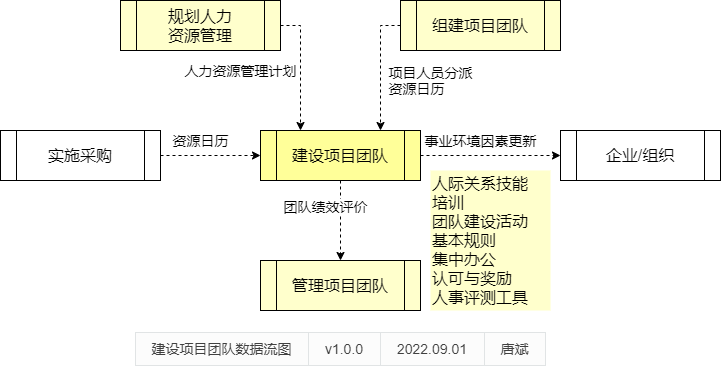 规划人力
资源管理
组建项目团队
人力资源管理计划
项目人员分派
资源日历
实施采购
资源日历
建设项目团队
事业环境因素更新
企业/组织
团队绩效评价
人际关系技能
培训
团队建设活动
基本规则
集中办公
认可与奖励
人事评测工具
管理项目团队
建设项目团队数据流图
v1.0.0
2022.09.01
唐斌